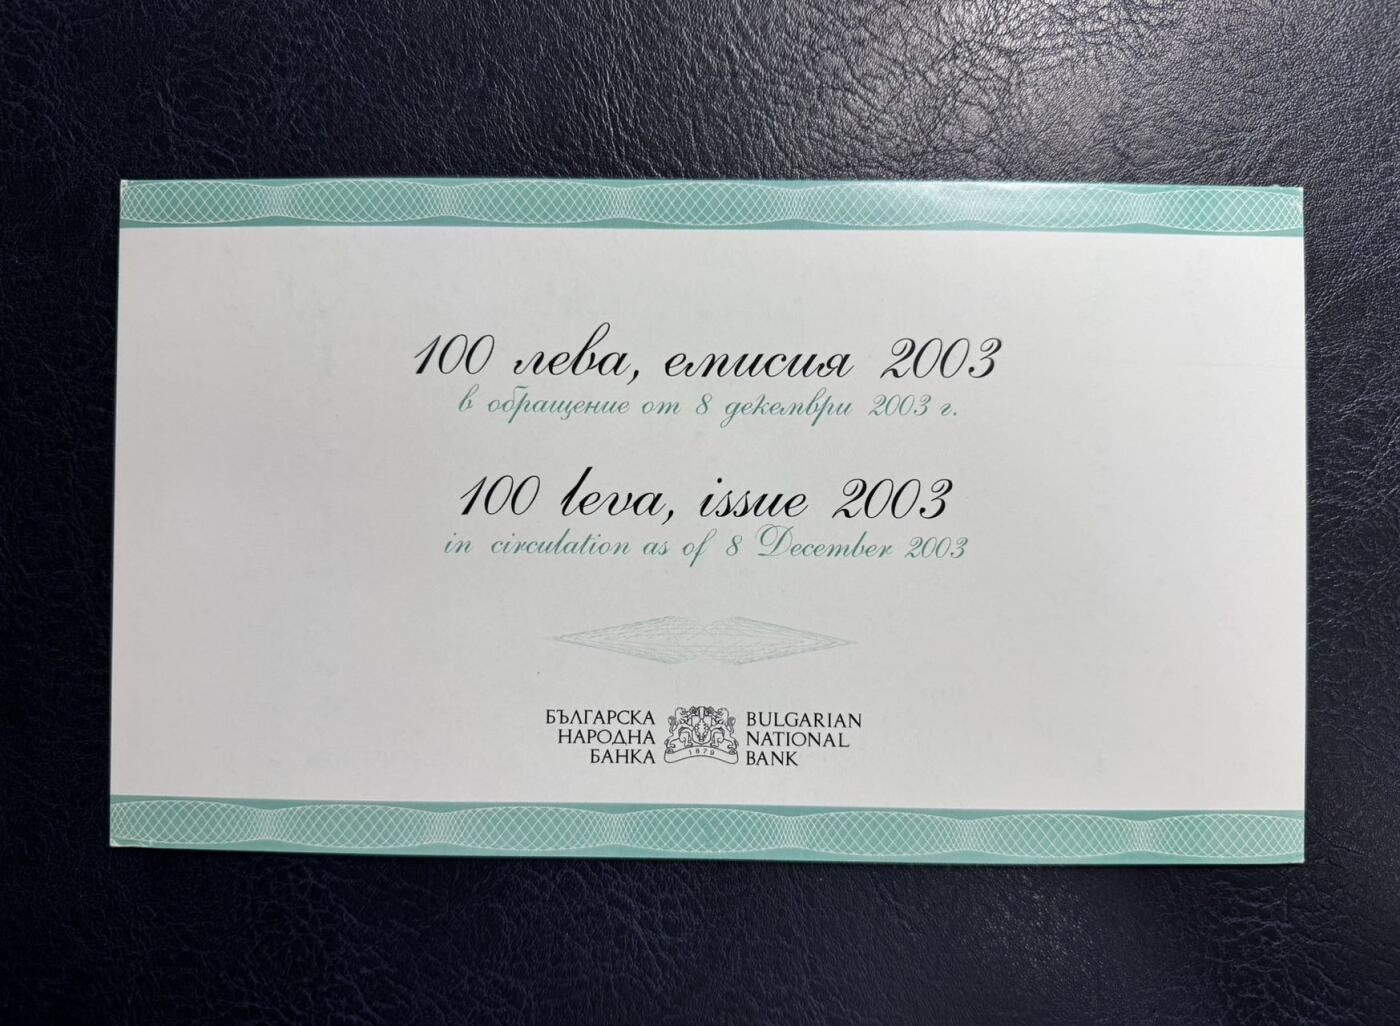 100 лева, емисия 2003
в обращение от 8 декември 2003 г.
100 leva, issue 2003
in circulation as of 8 December 2003
БЪЛГАРСКА
НАРОДНА
БАНКА
1879
BULGARIAN
NATIONAL
BANK